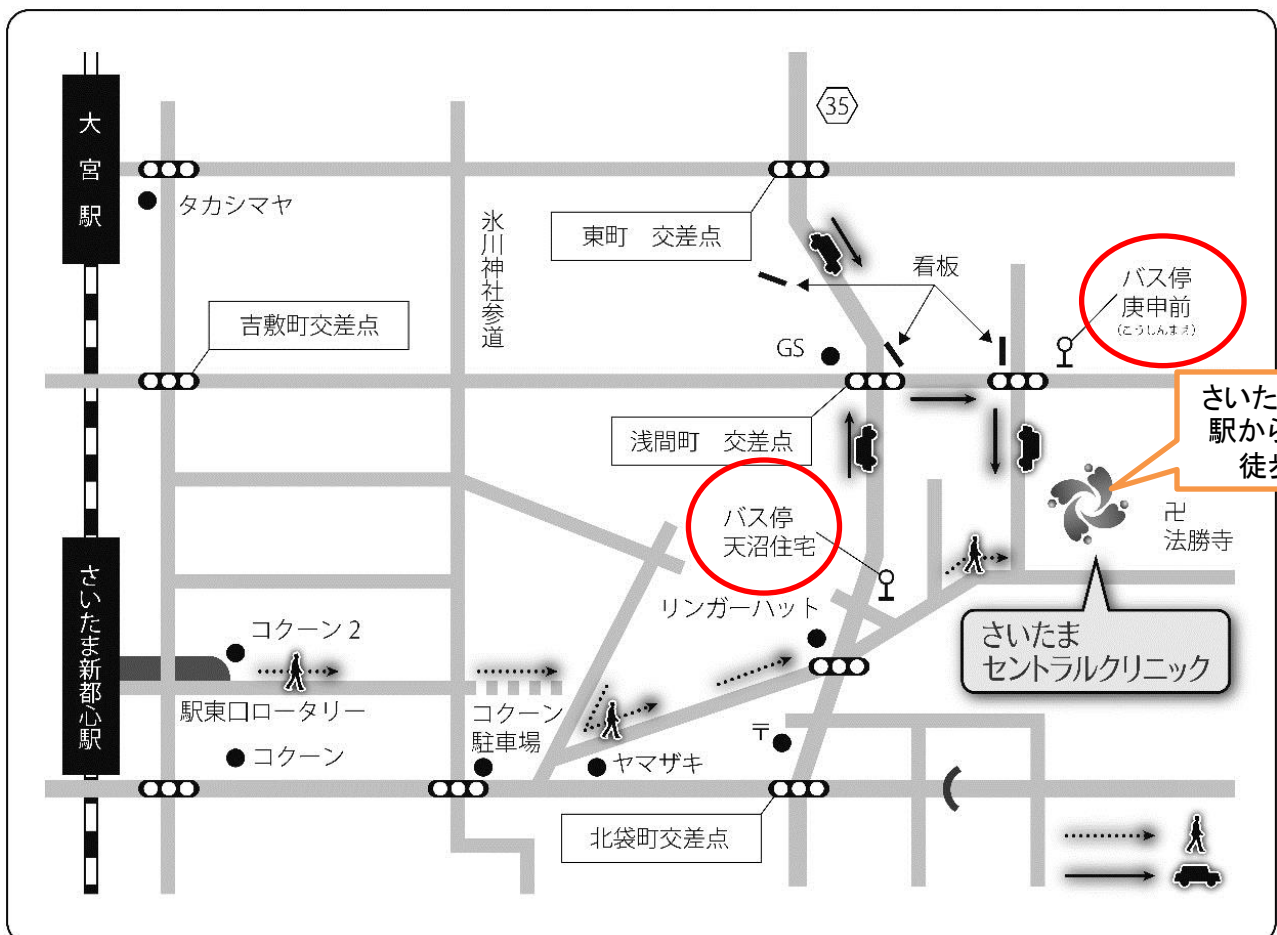 35
大宮駅
タカシマヤ
氷川神社参道
東町 交差点
看板
バス停
庚申前
(こうしんまえ)
吉敷町交差点
GS
さいた
駅から
徒歩
浅間町 交差点
バス停
天沼住宅
卍
法勝寺
さいたま新都心駅
リンガーハット
コクーン2
さいたま
セントラルクリニック
駅東口ロータリー
コクーン
駐車場
〒
コクーン
ヤマザキ
北袋町交差点